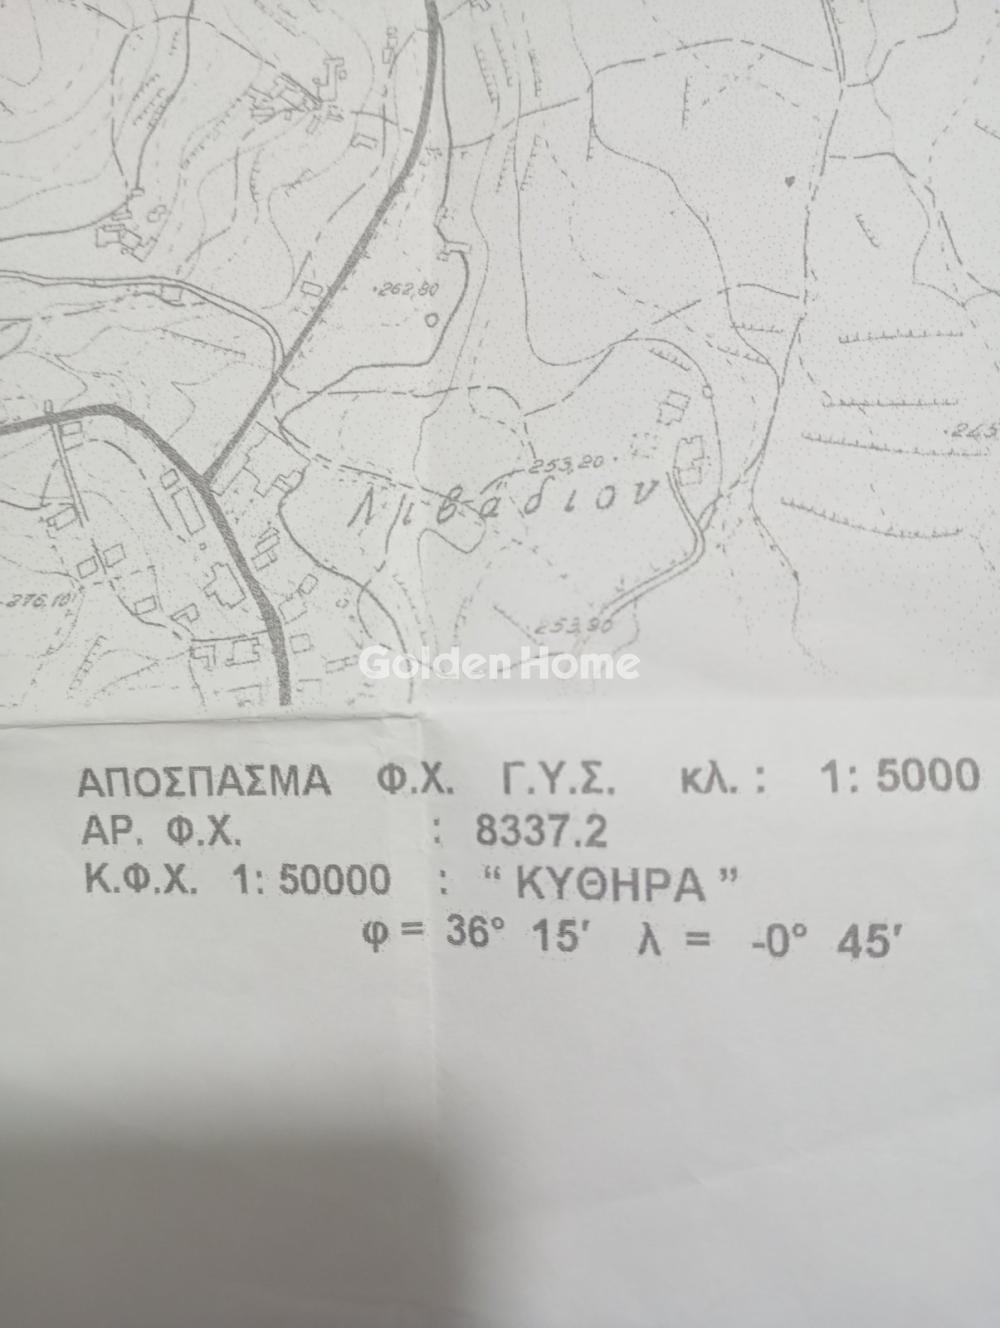 262,80
245
253,20
Λιβάδιον
276,10
253,90
Golden Home
ΑΠΟΣΠΑΣΜΑ Φ.Χ. Γ.Υ.Σ. κλ. : 1: 5000
ΑΡ. Φ.Χ. : 8337.2
Κ.Φ.Χ. 1: 50000 : “ ΚΥΘΗΡΑ ”
φ = 36° 15′ λ = -0° 45′